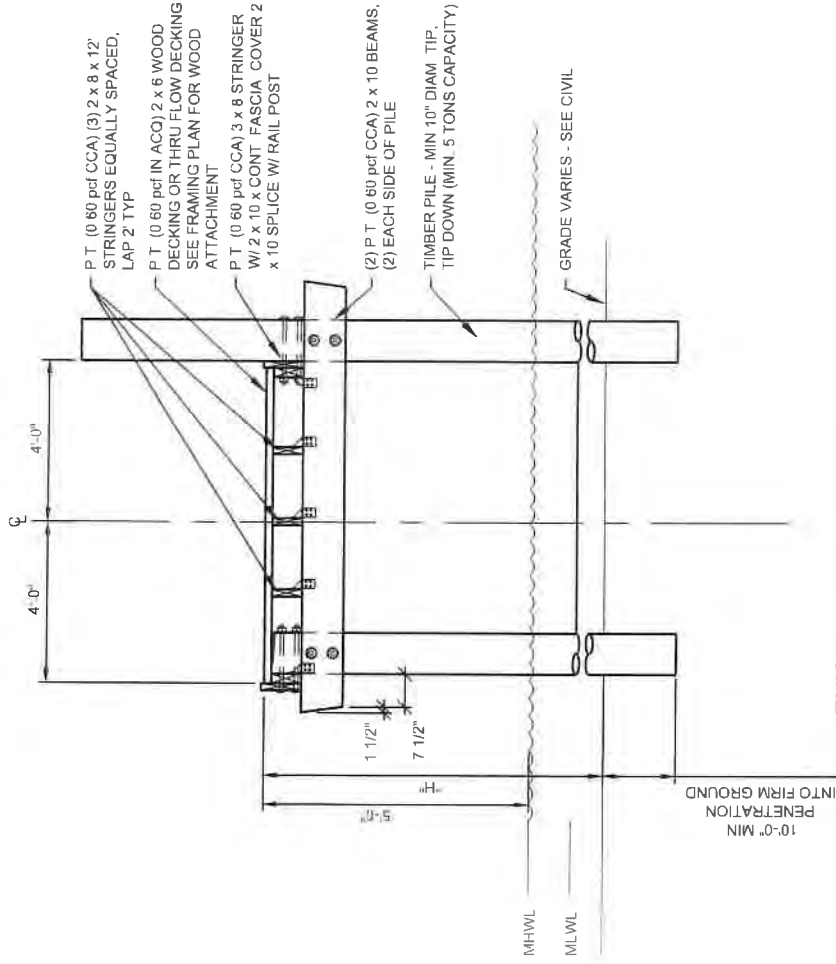 P T (0 60 pcf CCA) (3) 2 x 8 x 12'
STRINGERS EQUALLY SPACED,
LAP 2' TYP
P T (0 60 pcf IN ACQ) 2 x 6 WOOD
DECKING OR THRU FLOW DECKING
SEE FRAMING PLAN FOR WOOD
ATTACHMENT
P T (0 60 pcf CCA) 3 x 8 STRINGER
W/ 2 x 10 x CONT FASCIA COVER 2
x 10 SPLICE W/ RAIL POST
(2) P T (0 60 pcf CCA) 2 x 10 BEAMS,
(2) EACH SIDE OF PILE
TIMBER PILE - MIN 10" DIAM TIP,
TIP DOWN (MIN. 5 TONS CAPACITY)
GRADE VARIES - SEE CIVIL
CL
4'-0"
4'-0"
1 1/2"
7 1/2"
"H"
5'-0"
MHWL
MLWL
10'-0" MIN
PENETRATION
INTO FIRM GROUND